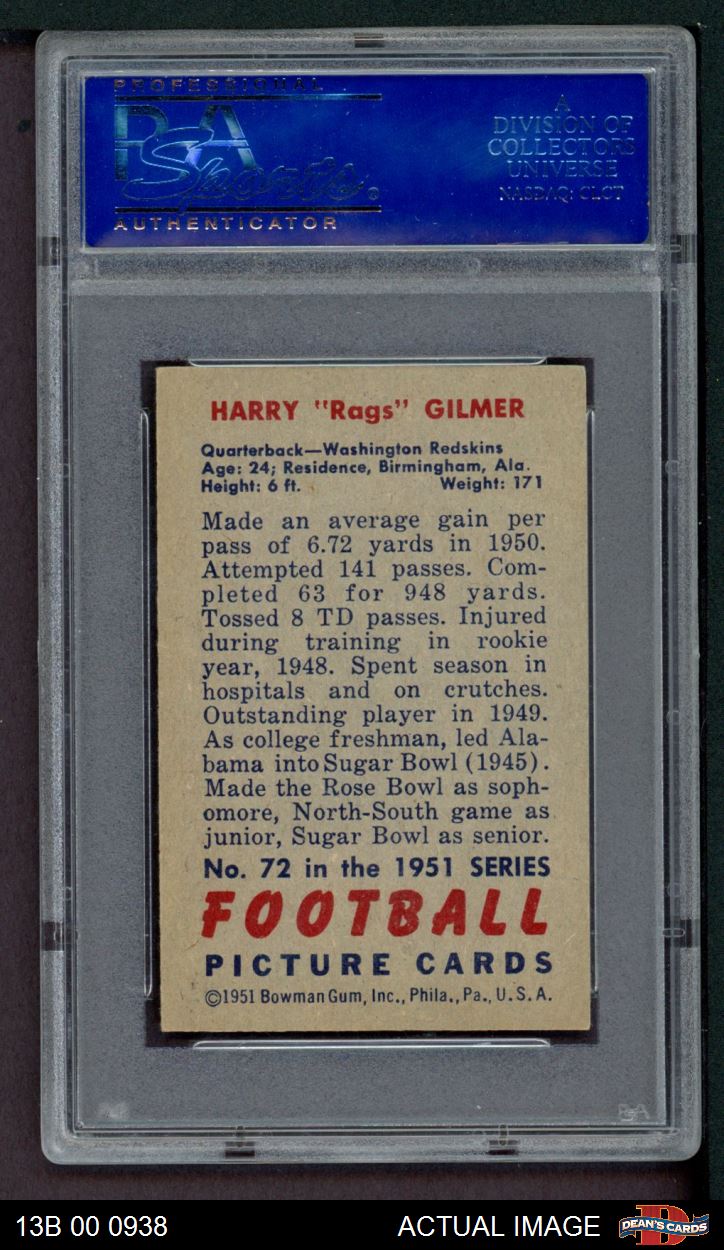 PROFESSIONAL
PSA
Sports®
AUTHENTICATOR
A
DIVISION OF
COLLECTORS
UNIVERSE
NASDAQ: CLCT
HARRY "Rags" GILMER
Quarterback—Washington Redskins
Age: 24; Residence, Birmingham, Ala.
Height: 6 ft. Weight: 171
Made an average gain per
pass of 6.72 yards in 1950.
Attempted 141 passes. Com-
pleted 63 for 948 yards.
Tossed 8 TD passes. Injured
during training in rookie
year, 1948. Spent season in
hospitals and on crutches.
Outstanding player in 1949.
As college freshman, led Ala-
bama into Sugar Bowl (1945).
Made the Rose Bowl as soph-
omore, North-South game as
junior, Sugar Bowl as senior.
No. 72 in the 1951 SERIES
FOOTBALL
PICTURE CARDS
©1951 Bowman Gum, Inc., Phila., Pa., U.S.A.
PSA
13B 00 0938 ACTUAL IMAGE DEAN'S CARDS